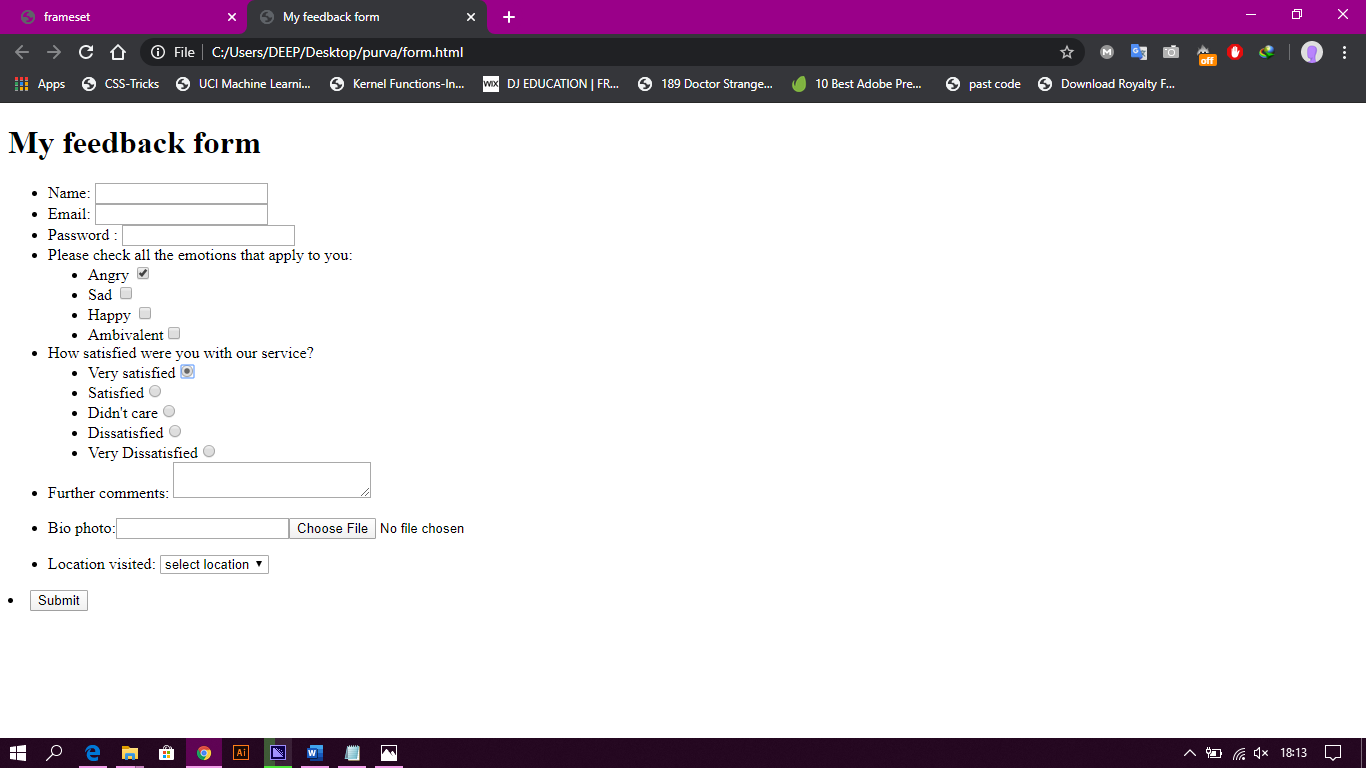 frameset
My feedback form
File C:/Users/DEEP/Desktop/purva/form.html
M
off
Apps CSS-Tricks UCI Machine Learni... Kernel Functions-In... WIX DJ EDUCATION | FR... 189 Doctor Strange... 10 Best Adobe Pre... past code Download Royalty F...
My feedback form
Name:
Email:
Password :
Please check all the emotions that apply to you:
Angry
Sad
Happy
Ambivalent
How satisfied were you with our service?
Very satisfied
Satisfied
Didn't care
Dissatisfied
Very Dissatisfied
Further comments:
Bio photo: Choose File No file chosen
Location visited: select location
Submit
Ai
18:13